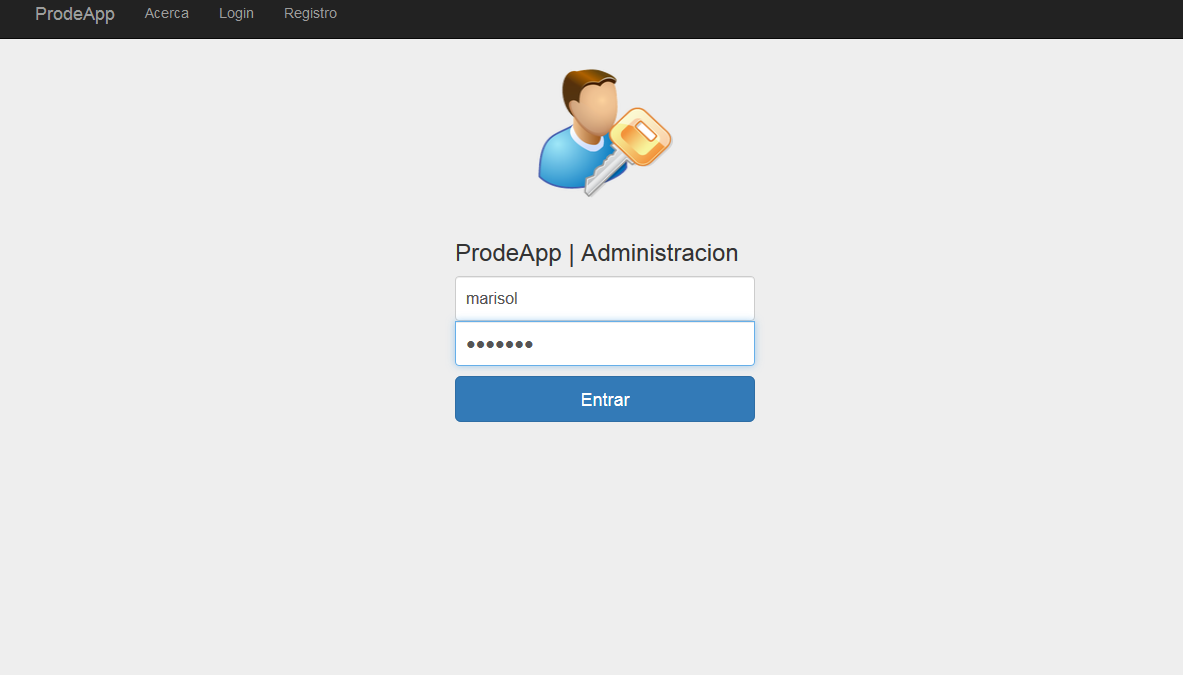 ProdeApp Acerca Login Registro
ProdeApp | Administracion
marisol
•••••••
Entrar